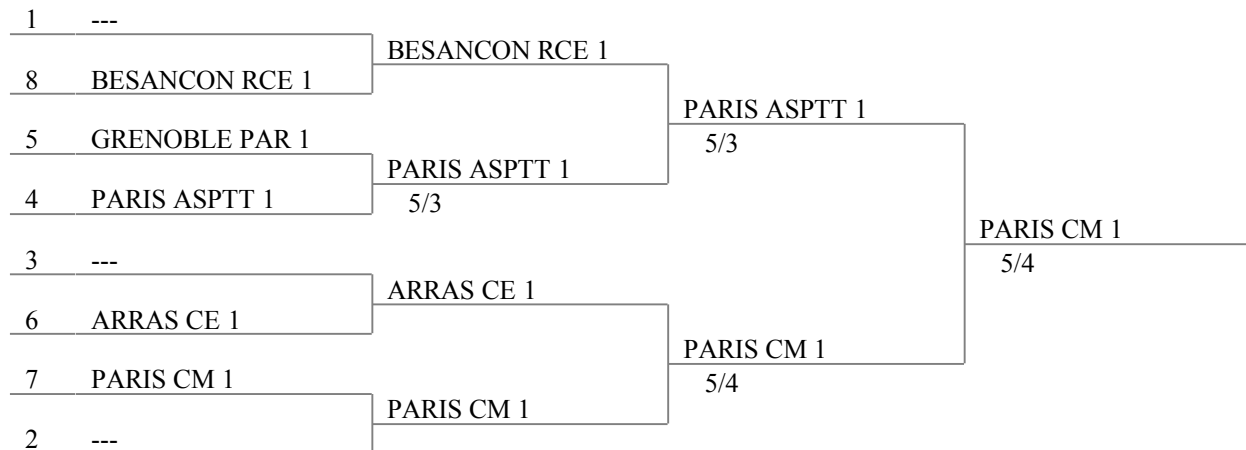 1 ---
BESANCON RCE 1
8 BESANCON RCE 1
PARIS ASPTT 1
5/3
5 GRENOBLE PAR 1
PARIS ASPTT 1
5/3
4 PARIS ASPTT 1
PARIS CM 1
5/4
3 ---
ARRAS CE 1
6 ARRAS CE 1
PARIS CM 1
5/4
7 PARIS CM 1
PARIS CM 1
2 ---